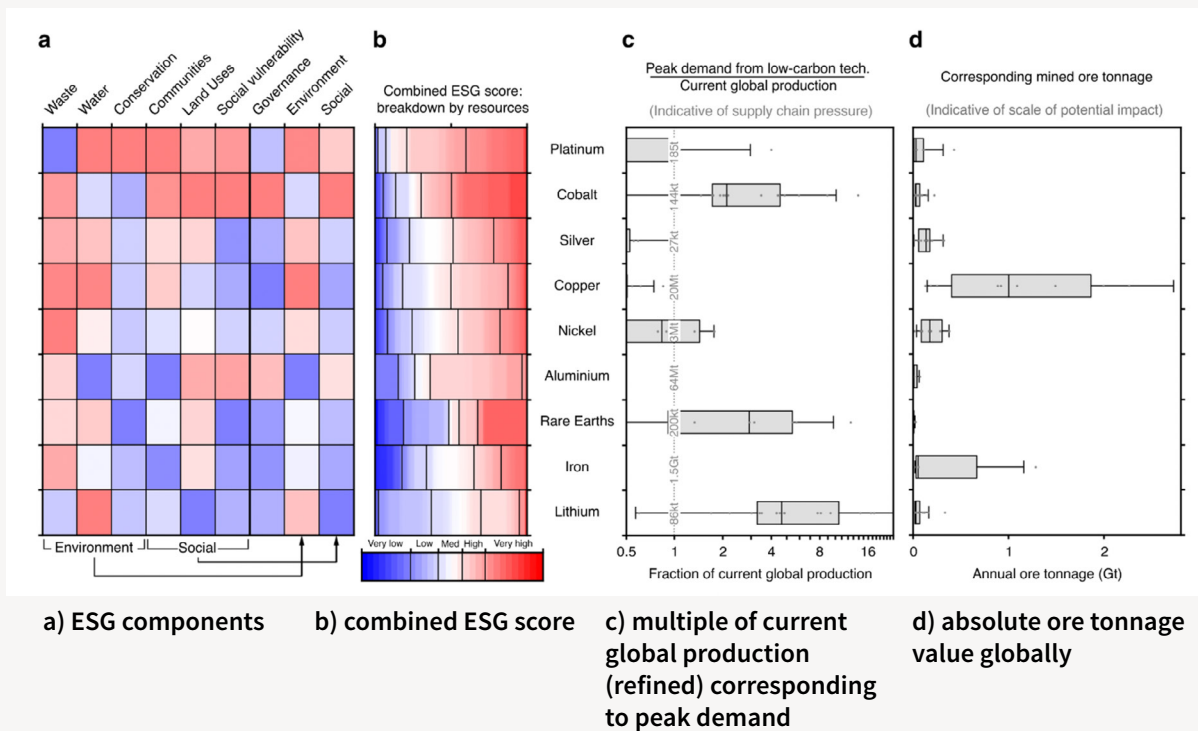 a
Waste
Water
Conservation
Communities
Land Uses
Social vulnerability
Governance
Environment
Social
Environment
Social
b
Combined ESG score:
breakdown by resources
Very low
Low
Med
High
Very high
Platinum
Cobalt
Silver
Copper
Nickel
Aluminium
Rare Earths
Iron
Lithium
c
Peak demand from low-carbon tech.
Current global production
(Indicative of supply chain pressure)
185t
144kt
27kt
20Mt
3Mt
64Mt
200kt
1.5Gt
86kt
0.5 1 2 4 8 16
Fraction of current global production
d
Corresponding mined ore tonnage
(Indicative of scale of potential impact)
0 1 2
Annual ore tonnage (Gt)
a) ESG components
b) combined ESG score
c) multiple of current
global production
(refined) corresponding
to peak demand
d) absolute ore tonnage
value globally